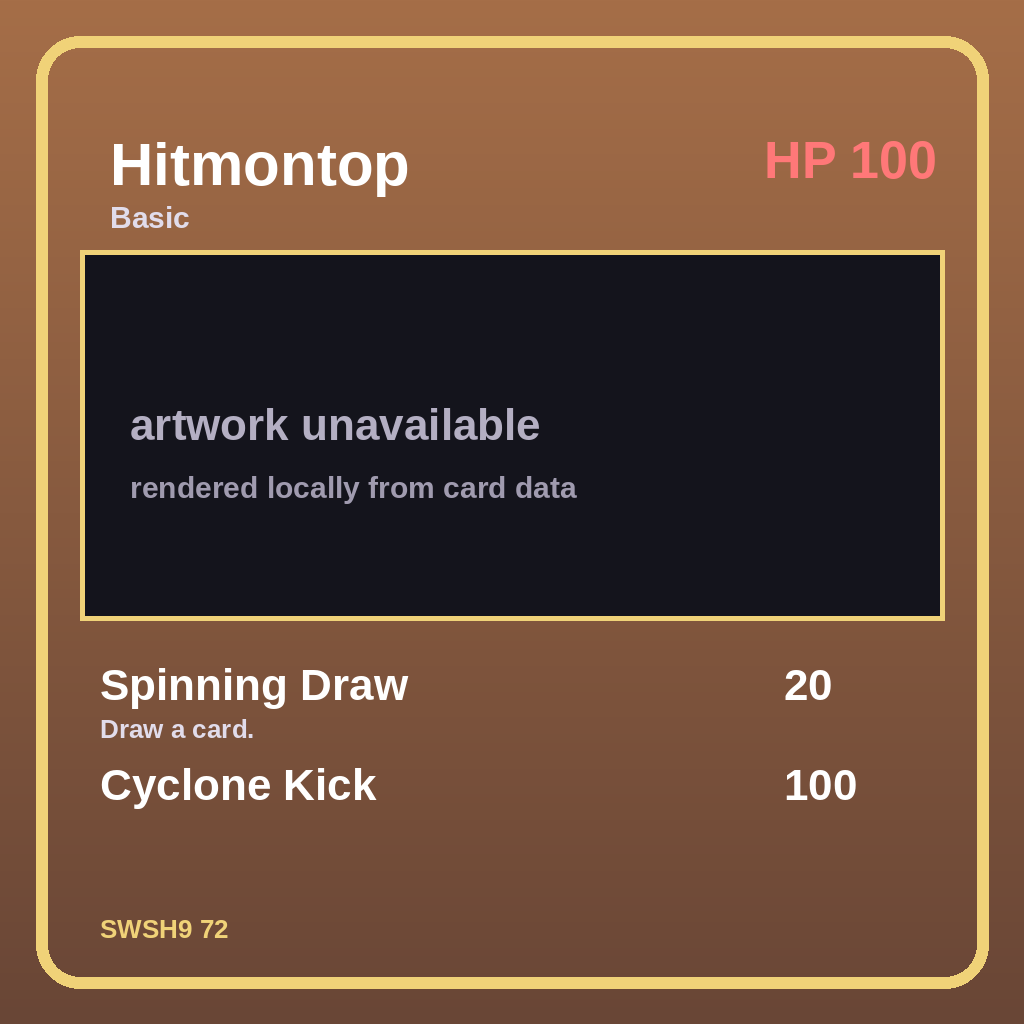 Hitmontop
HP 100
Basic
artwork unavailable
rendered locally from card data
Spinning Draw 20
Draw a card.
Cyclone Kick 100
SWSH9 72